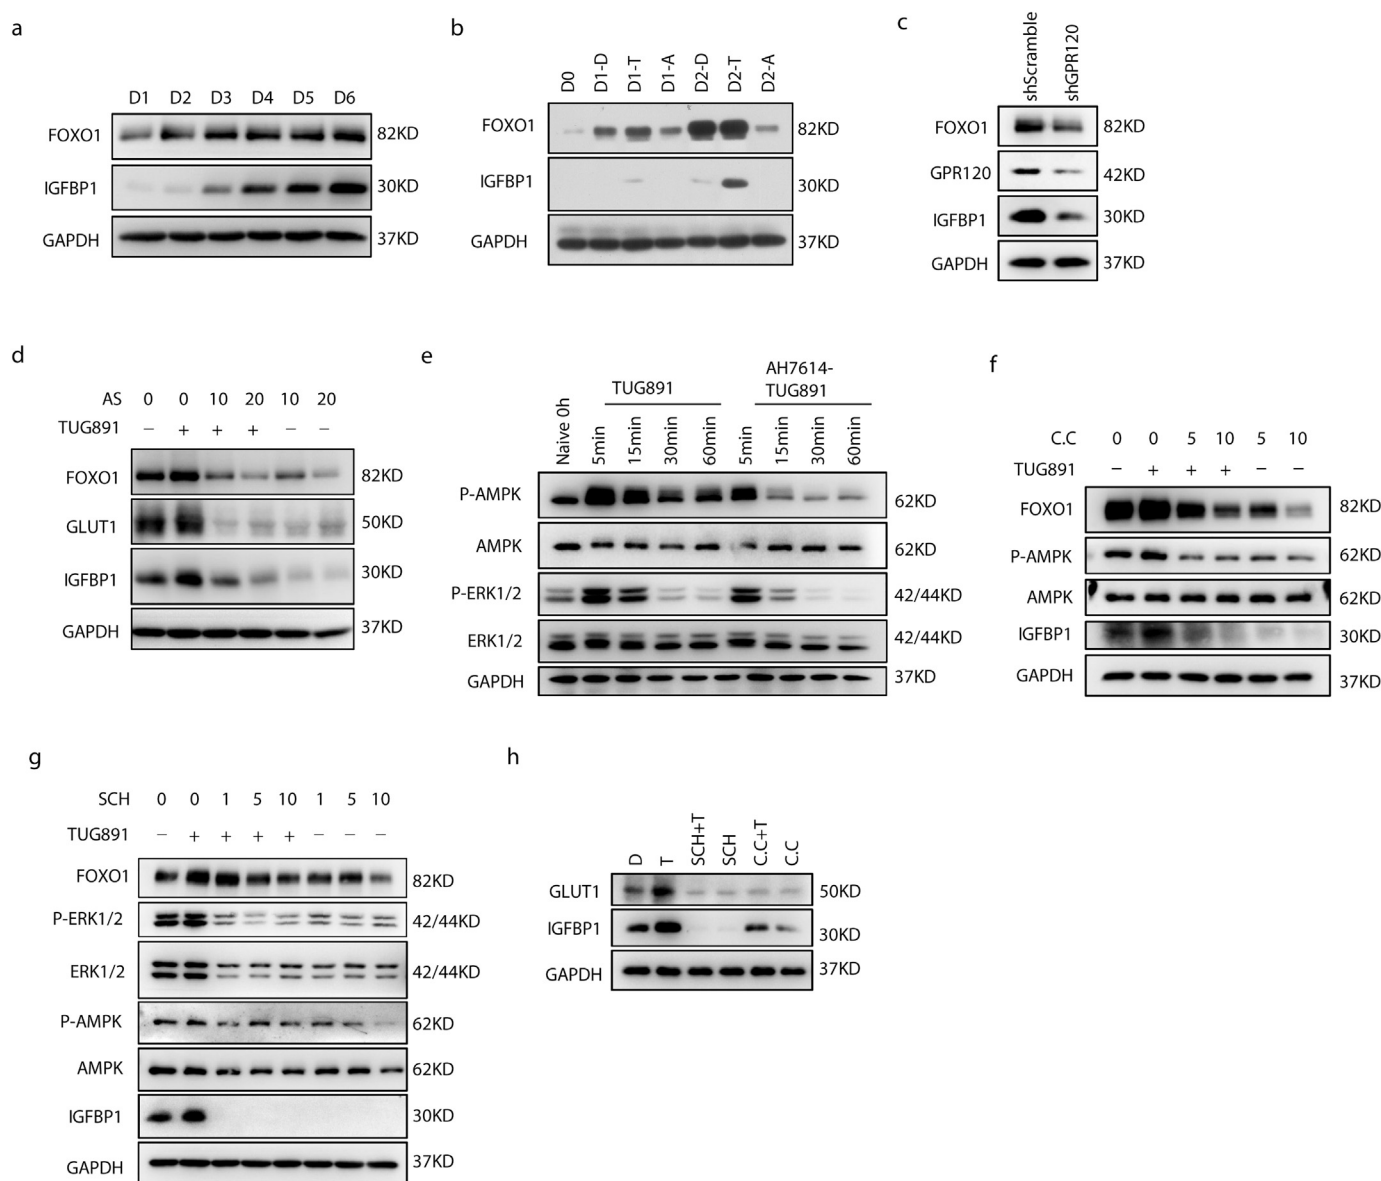 a
D1 D2 D3 D4 D5 D6
FOXO1 82KD
IGFBP1 30KD
GAPDH 37KD
b
D0 D1-D D1-T D1-A D2-D D2-T D2-A
FOXO1 82KD
IGFBP1 30KD
GAPDH 37KD
c
shScramble shGPR120
FOXO1 82KD
GPR120 42KD
IGFBP1 30KD
GAPDH 37KD
d
AS 0 0 10 20 10 20
TUG891 − + + + − −
FOXO1 82KD
GLUT1 50KD
IGFBP1 30KD
GAPDH 37KD
e
TUG891
AH7614-
TUG891
Naive 0h 5min 15min 30min 60min 5min 15min 30min 60min
P-AMPK 62KD
AMPK 62KD
P-ERK1/2 42/44KD
ERK1/2 42/44KD
GAPDH 37KD
f
C.C 0 0 5 10 5 10
TUG891 − + + + − −
FOXO1 82KD
P-AMPK 62KD
AMPK 62KD
IGFBP1 30KD
GAPDH 37KD
g
SCH 0 0 1 5 10 1 5 10
TUG891 − + + + + − − −
FOXO1 82KD
P-ERK1/2 42/44KD
ERK1/2 42/44KD
P-AMPK 62KD
AMPK 62KD
IGFBP1 30KD
GAPDH 37KD
h
D T SCH+T SCH C.C+T C.C
GLUT1 50KD
IGFBP1 30KD
GAPDH 37KD